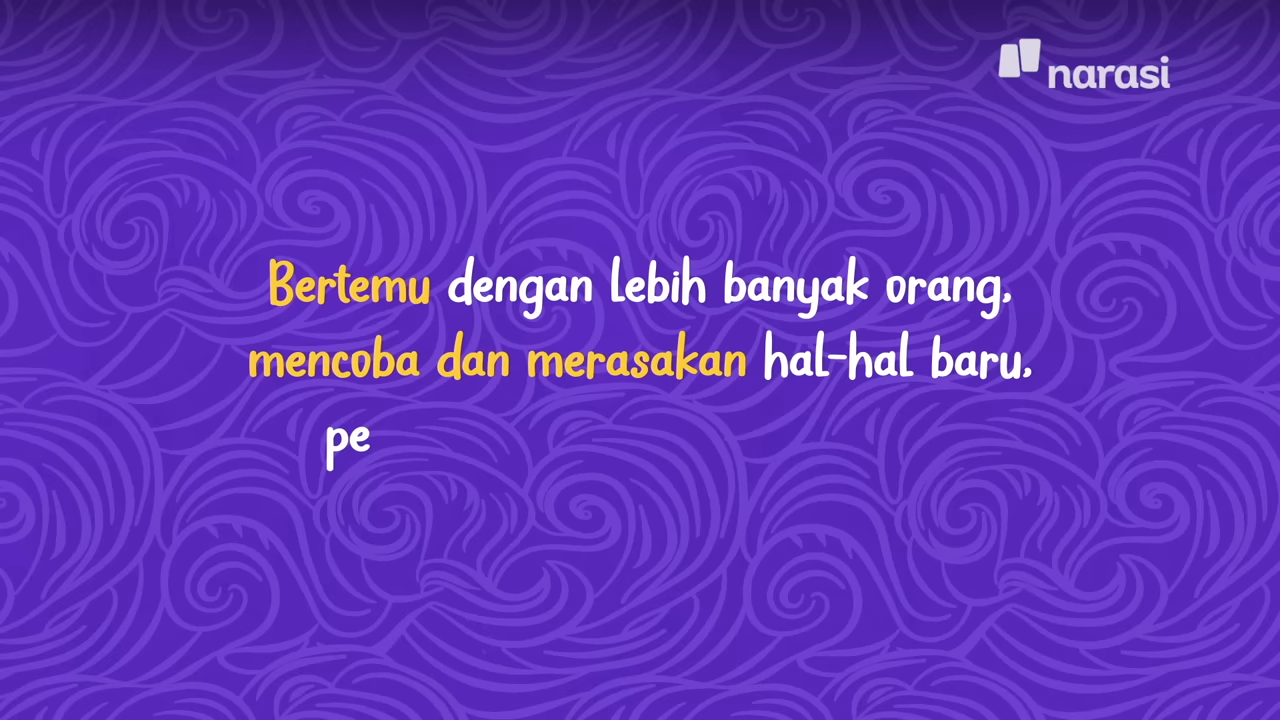 narasi
Bertemu dengan lebih banyak orang,
mencoba dan merasakan hal-hal baru,
pe